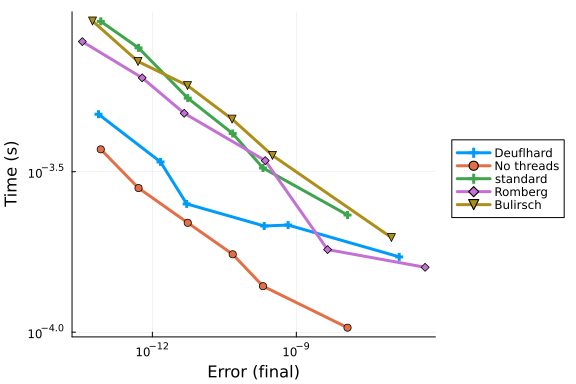 Time (s)
10^−3.5
10^−4.0
10^−12
10^−9
Error (final)
Deuflhard
No threads
standard
Romberg
Bulirsch